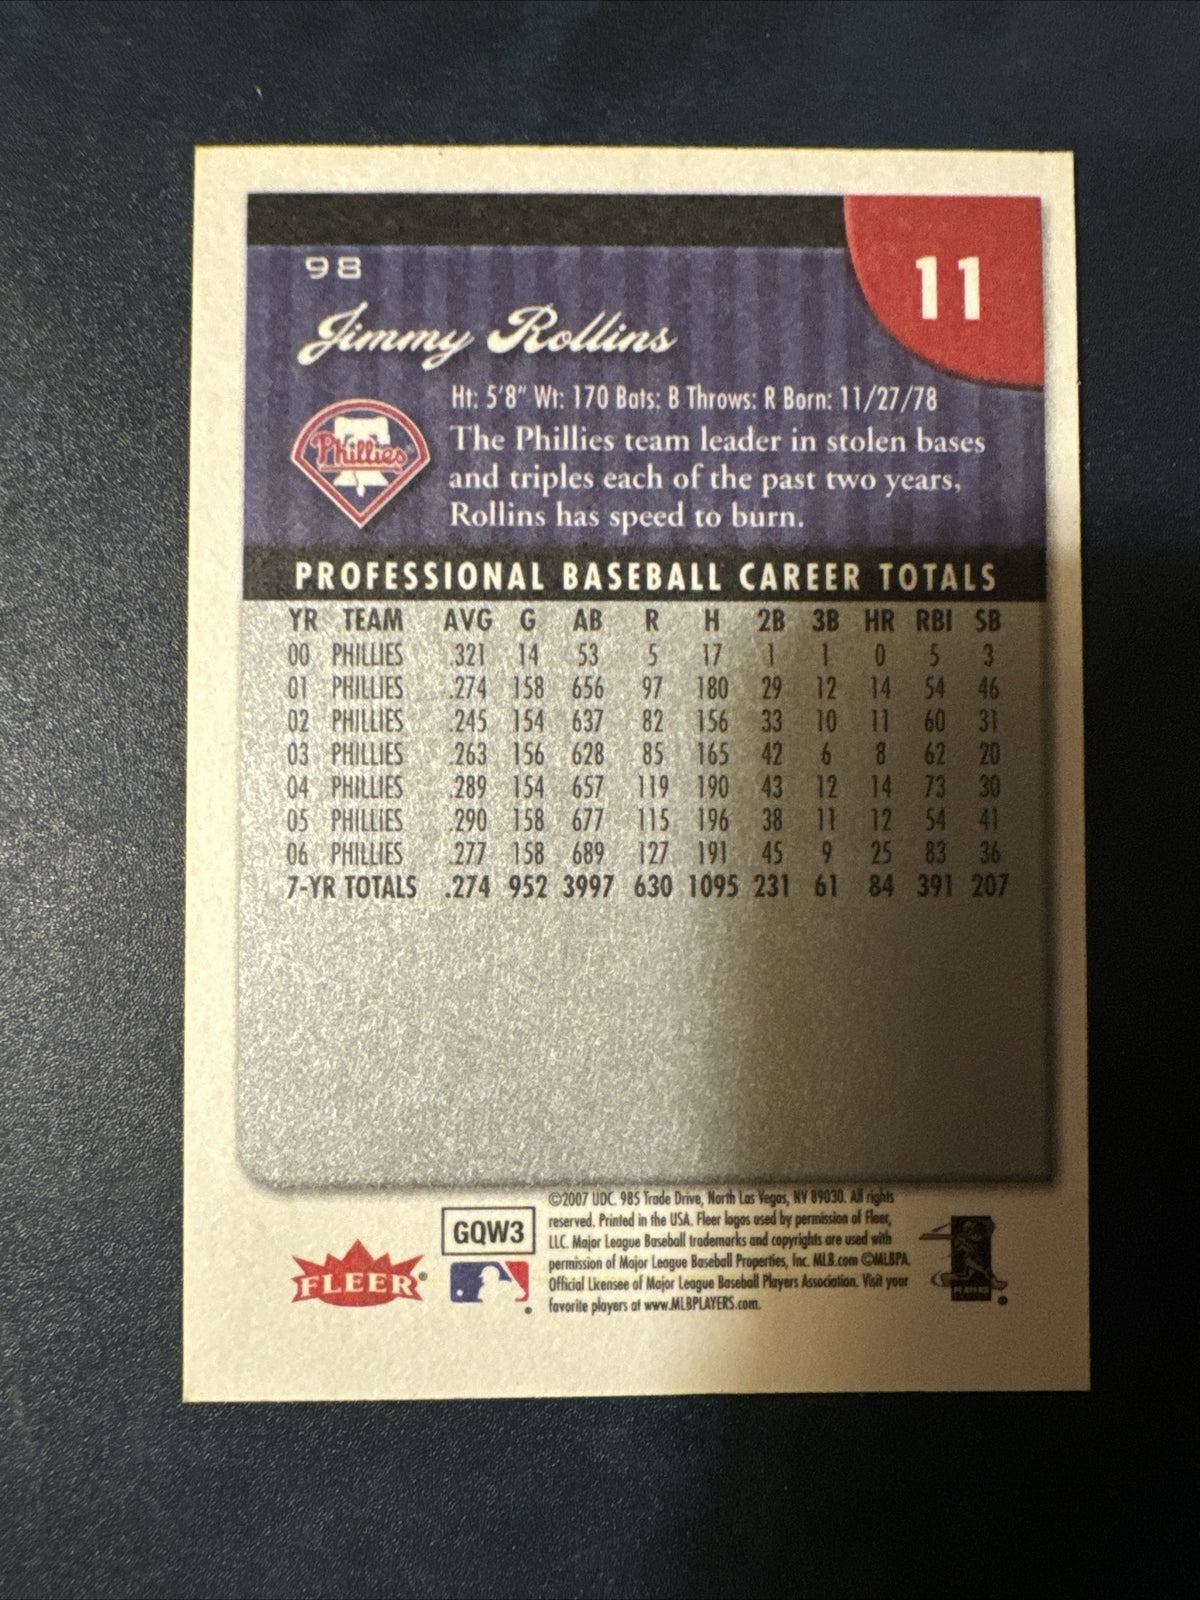 98
11
Jimmy Rollins
Ht: 5'8" Wt: 170 Bats: B Throws: R Born: 11/27/78
Phillies
The Phillies team leader in stolen bases
and triples each of the past two years,
Rollins has speed to burn.
PROFESSIONAL BASEBALL CAREER TOTALS
YR TEAM AVG G AB R H 2B 3B HR RBI SB
00 PHILLIES .321 14 53 5 17 1 1 0 5 3
01 PHILLIES .274 158 656 97 180 29 12 14 54 46
02 PHILLIES .245 154 637 82 156 33 10 11 60 31
03 PHILLIES .263 156 628 85 165 42 6 8 62 20
04 PHILLIES .289 154 657 119 190 43 12 14 73 30
05 PHILLIES .290 158 677 115 196 38 11 12 54 41
06 PHILLIES .277 158 689 127 191 45 9 25 83 36
7-YR TOTALS .274 952 3997 630 1095 231 61 84 391 207
FLEER®
GQW3
©2007 UDC. 985 Trade Drive, North Las Vegas, NV 89030. All rights
reserved. Printed in the USA. Fleer logos used by permission of Fleer,
LLC. Major League Baseball trademarks and copyrights are used with
permission of Major League Baseball Properties, Inc. MLB.com ©MLBPA
Official Licensee of Major League Baseball Players Association. Visit your
favorite players at www.MLBPLAYERS.com.
PLAYERS